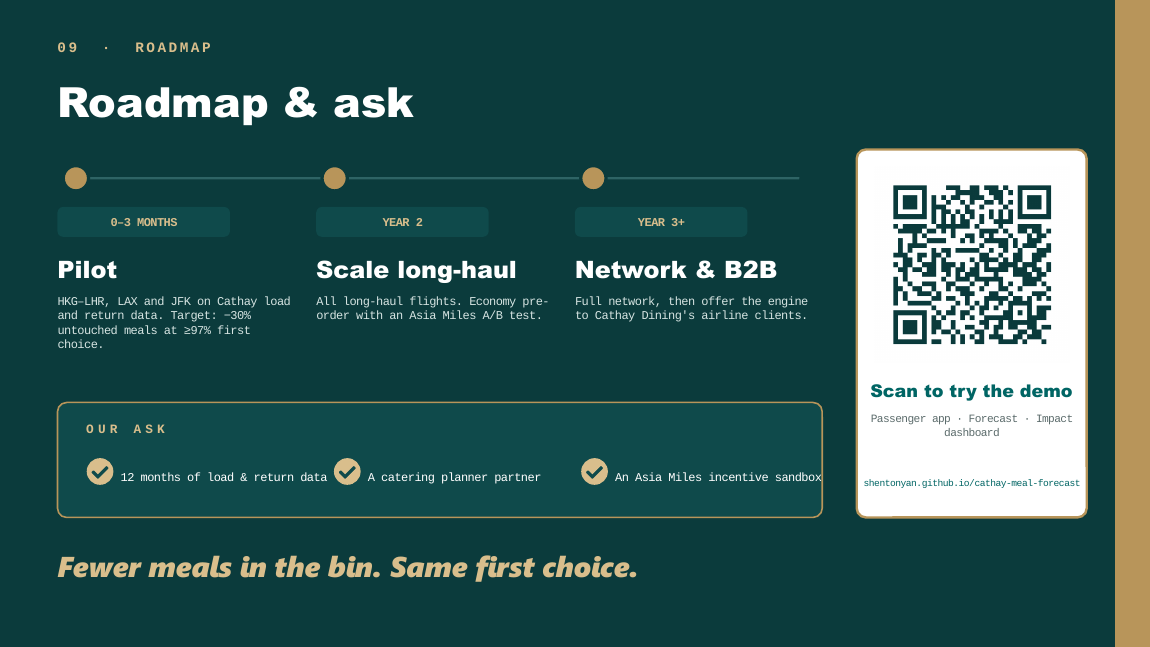 09 · ROADMAP
Roadmap & ask
0–3 MONTHS
Pilot
HKG–LHR, LAX and JFK on Cathay load
and return data. Target: −30%
untouched meals at ≥97% first
choice.
YEAR 2
Scale long-haul
All long-haul flights. Economy pre-
order with an Asia Miles A/B test.
YEAR 3+
Network & B2B
Full network, then offer the engine
to Cathay Dining's airline clients.
OUR ASK
12 months of load & return data
A catering planner partner
An Asia Miles incentive sandbox
Fewer meals in the bin. Same first choice.
Scan to try the demo
Passenger app · Forecast · Impact
dashboard
shentonyan.github.io/cathay-meal-forecast